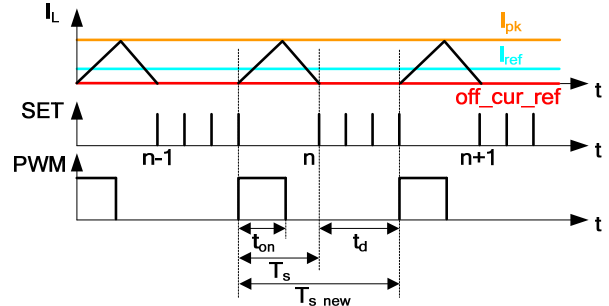 I_L
I_pk
I_ref
t
off_cur_ref
SET
n-1
n
n+1
t
PWM
t
t_on
t_d
T_s
T_s_new